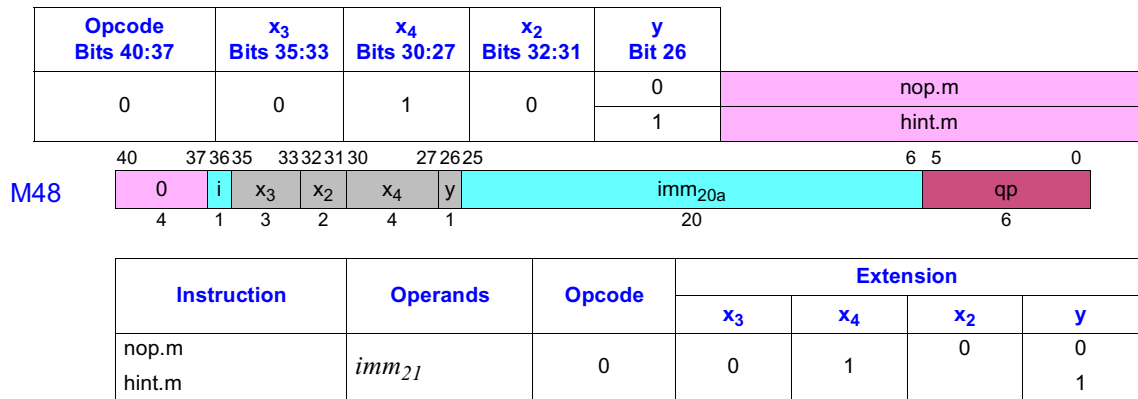 Opcode x3 x4 x2 y
Bits 40:37 Bits 35:33 Bits 30:27 Bits 32:31 Bit 26
0 0 1 0 0 nop.m
1 hint.m
40 37 36 35 33 32 31 30 27 26 25 6 5 0
M48 0 i x3 x2 x4 y imm20a qp
4 1 3 2 4 1 20 6
Instruction Operands Opcode Extension
x3 x4 x2 y
nop.m imm21 0 0 1 0 0
hint.m 1